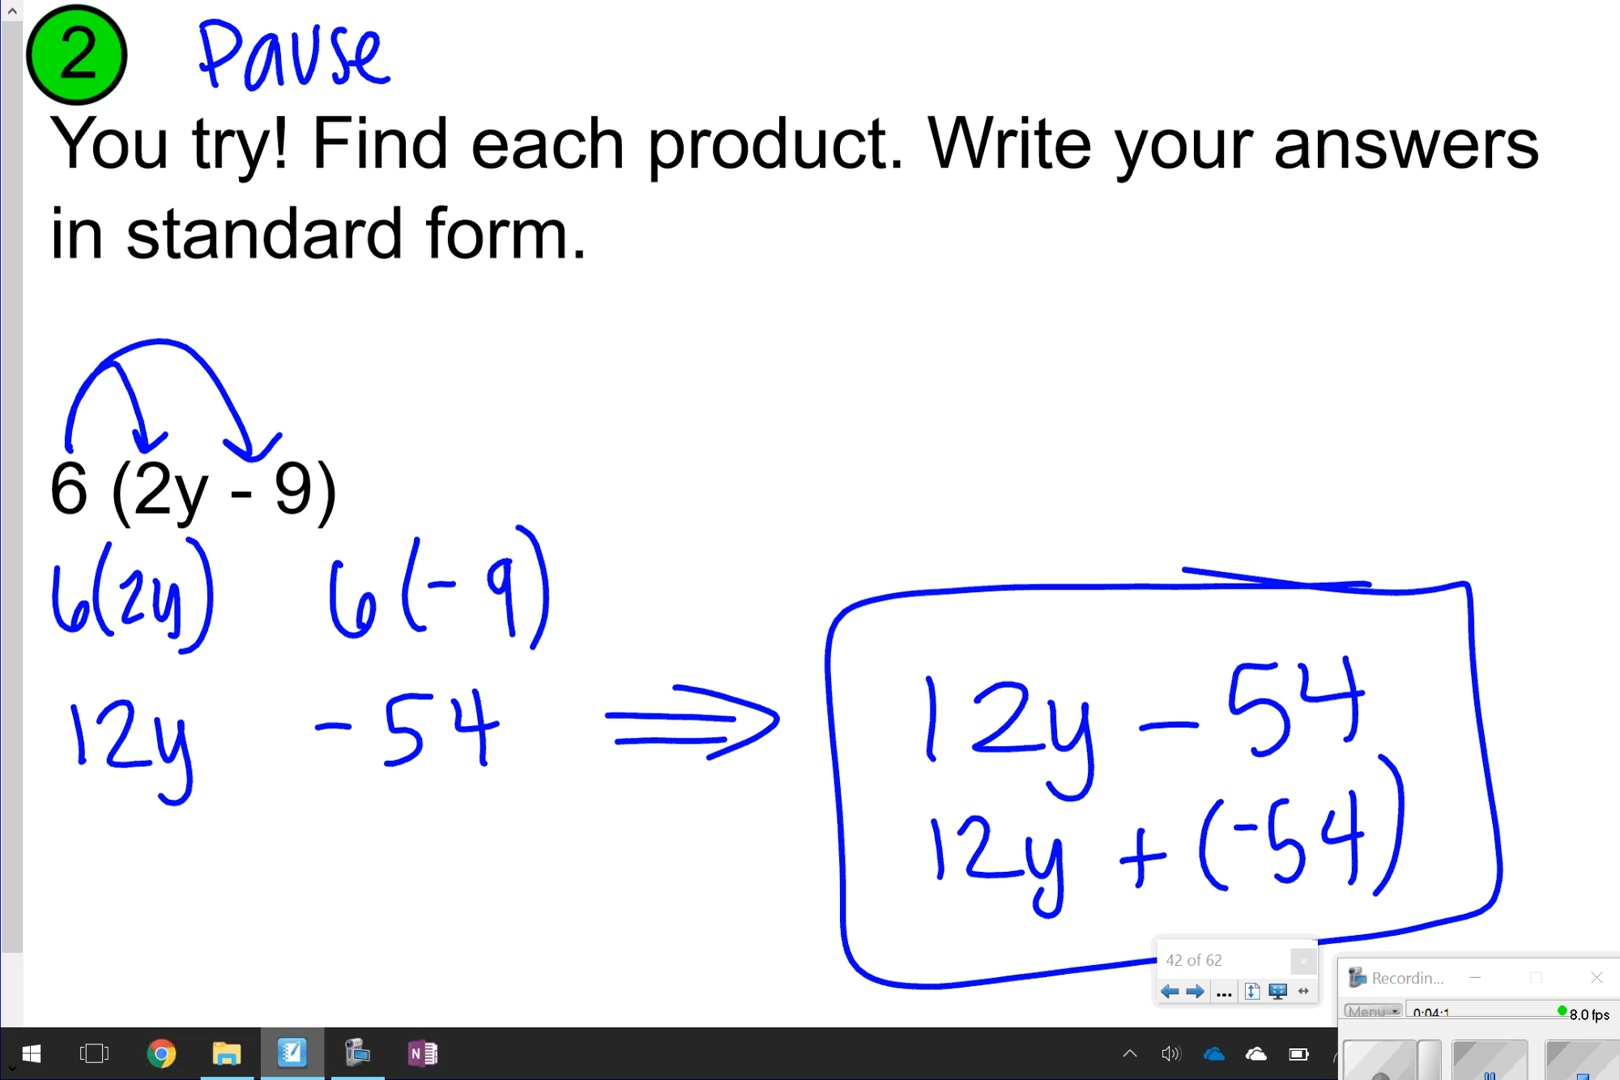 2 Pause
You try! Find each product. Write your answers
in standard form.
6 (2y - 9)
6(2y) 6(-9)
12y -54 ⇒ 12y - 54
12y + (-54)
42 of 62
...
Recordin...
Menu 0:04:1 8.0 fps
N